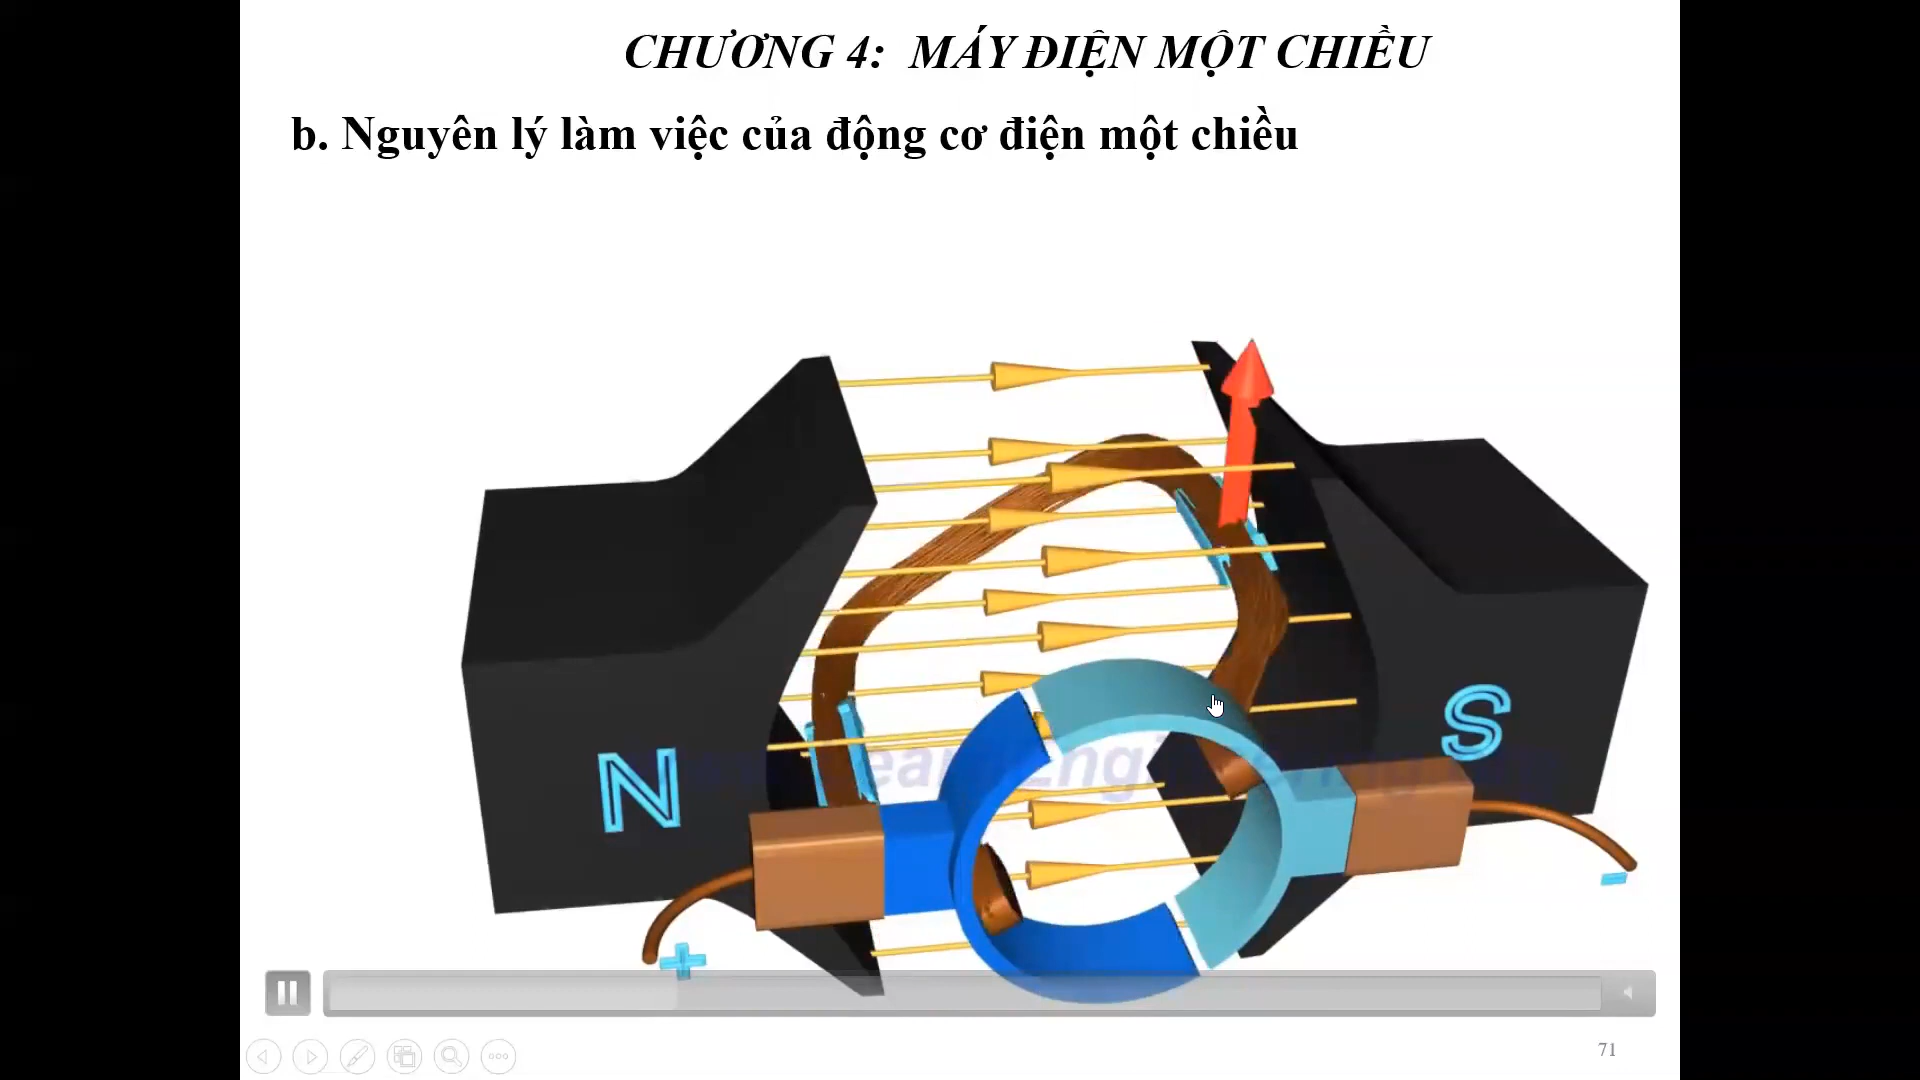 CHƯƠNG 4: MÁY ĐIỆN MỘT CHIỀU
b. Nguyên lý làm việc của động cơ điện một chiều
N
S
+
-
71